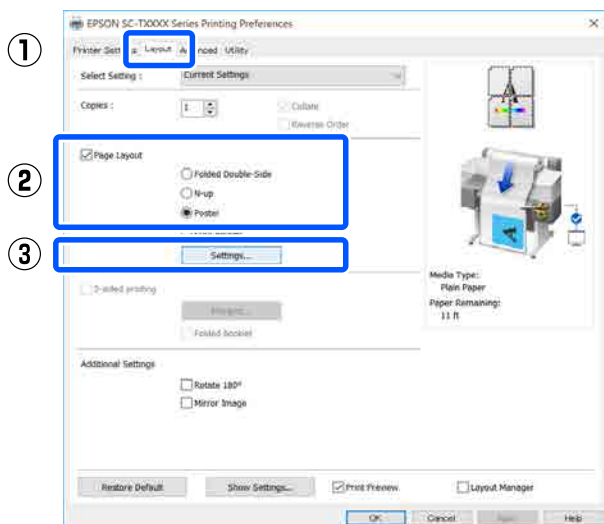 EPSON SC-TXXXX Series Printing Preferences
Layout
Utility
Select Setting :
Current Settings
Copies :
1
Collate
Reverse Order
Page Layout
Folded Double-Side
N-up
Poster
Settings...
2-sided printing
Folded Booklet
Media Type:
Plain Paper
Paper Remaining:
11 ft
Additional Settings
Rotate 180°
Mirror Image
Restore Default
Show Settings...
Print Preview
Layout Manager
OK
Cancel
Help
1
2
3